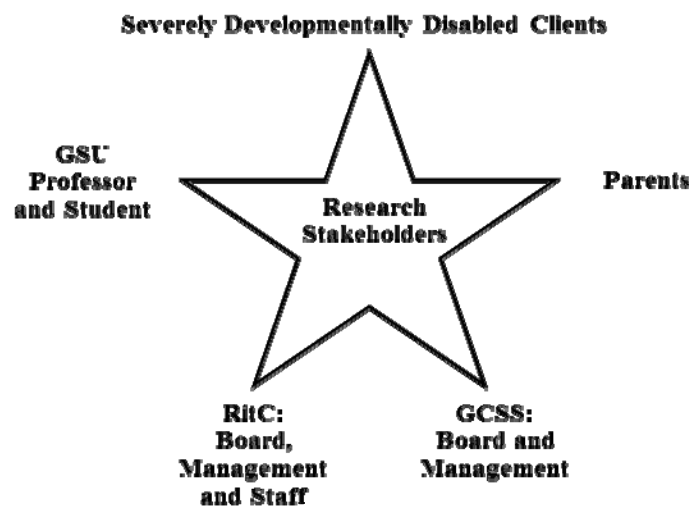 Severely Developmentally Disabled Clients
GSU
Professor
and Student
Parents
Research
Stakeholders
RitC:
Board,
Management
and Staff
GCSS:
Board and
Management